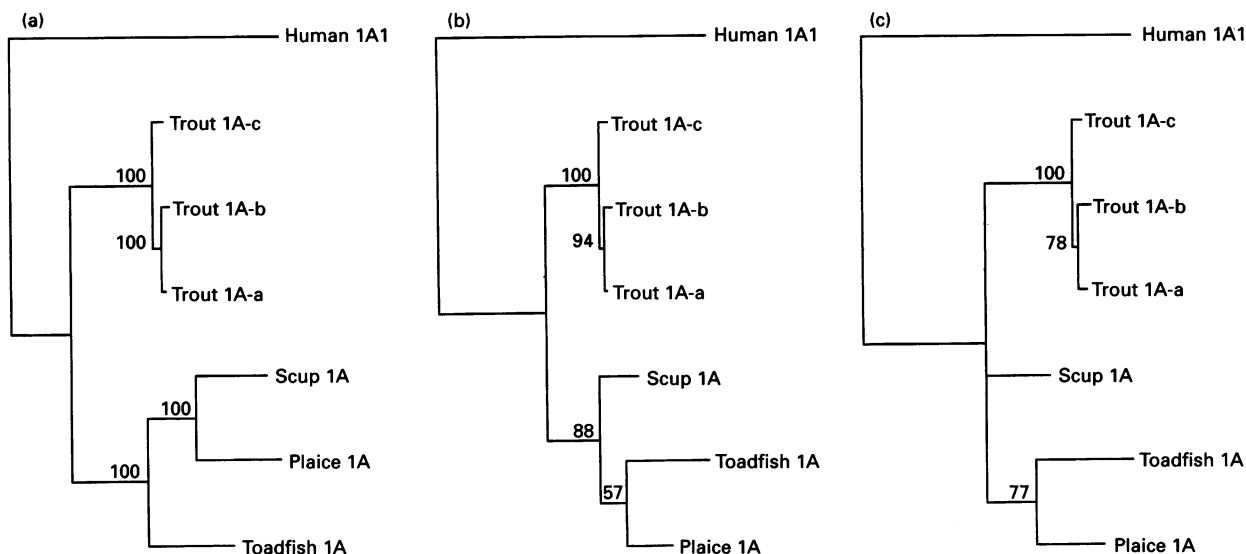 (a)
Human 1A1
Trout 1A-c
100
Trout 1A-b
100
Trout 1A-a
Scup 1A
100
Plaice 1A
100
Toadfish 1A
(b)
Human 1A1
Trout 1A-c
100
Trout 1A-b
94
Trout 1A-a
Scup 1A
88
Toadfish 1A
57
Plaice 1A
(c)
Human 1A1
Trout 1A-c
100
Trout 1A-b
78
Trout 1A-a
Scup 1A
Toadfish 1A
77
Plaice 1A